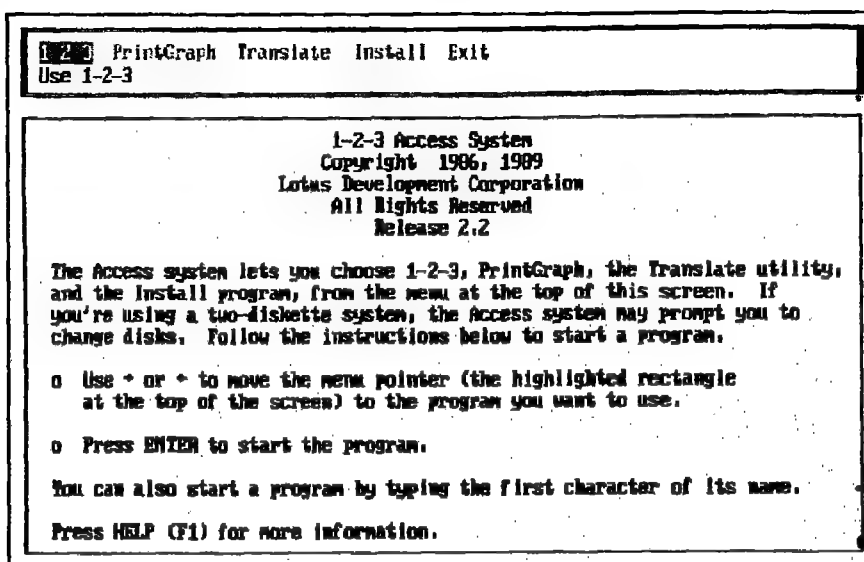 1-2-3 PrintGraph Translate Install Exit
Use 1-2-3
1-2-3 Access System
Copyright 1986, 1989
Lotus Development Corporation
All Rights Reserved
Release 2.2
The Access system lets you choose 1-2-3, PrintGraph, the Translate utility,
and the Install program, from the menu at the top of this screen. If
you're using a two-diskette system, the Access system may prompt you to
change disks. Follow the instructions below to start a program.
o Use → or ← to move the menu pointer (the highlighted rectangle
at the top of the screen) to the program you want to use.
o Press ENTER to start the program.
You can also start a program by typing the first character of its name.
Press HELP (F1) for more information.